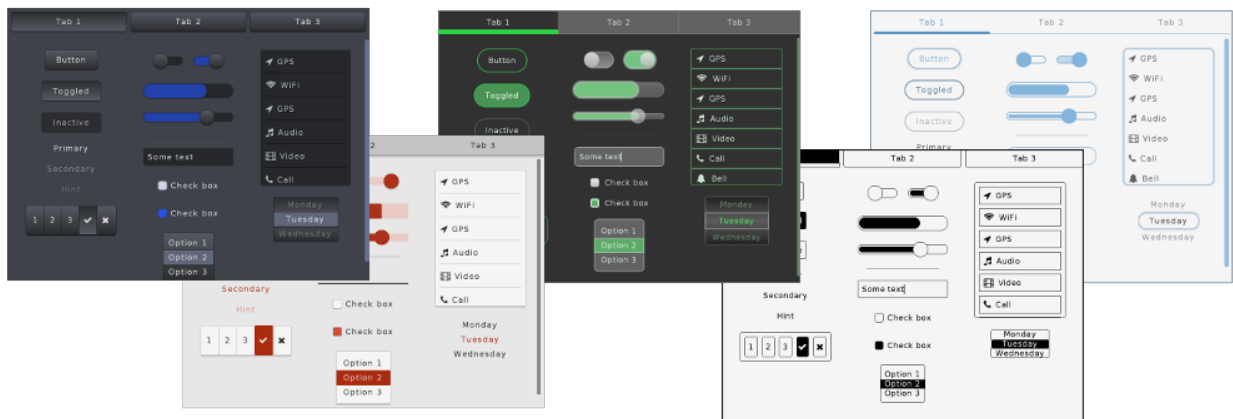 Tab 1
Tab 2
Tab 3
Button
Toggled
Inactive
Primary
Secondary
Hint
1 2 3
Some text
Check box
Check box
Option 1
Option 2
Option 3
GPS
WiFi
GPS
Audio
Video
Call
Monday
Tuesday
Wednesday
2
Tab 3
Secondary
Hint
1 2 3
Check box
Check box
Option 1
Option 2
Option 3
GPS
WiFi
GPS
Audio
Video
Call
Monday
Tuesday
Wednesday
Tab 1
Tab 2
Tab 3
Button
Toggled
Inactive
Some text
Check box
Check box
Option 1
Option 2
Option 3
GPS
WiFi
GPS
Audio
Video
Call
Bell
Monday
Tuesday
Wednesday
Tab 2
Tab 3
Secondary
Hint
1 2 3
Some text
Check box
Check box
Option 1
Option 2
Option 3
GPS
WiFi
GPS
Audio
Video
Call
Monday
Tuesday
Wednesday
Tab 1
Tab 2
Tab 3
Button
Toggled
Inactive
Primary
GPS
WiFi
GPS
Audio
Video
Call
Bell
Monday
Tuesday
Wednesday